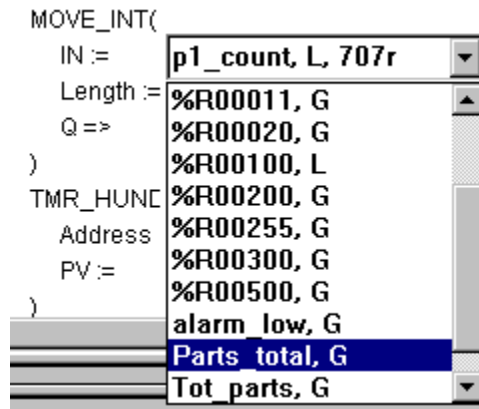 MOVE_INT(
IN := p1_count, L, 707r
Length := %R00011, G
Q => %R00020, G
) %R00100, L
TMR_HUND %R00200, G
Address %R00255, G
PV := %R00300, G
%R00500, G
) alarm_low, G
Parts_total, G
Tot_parts, G